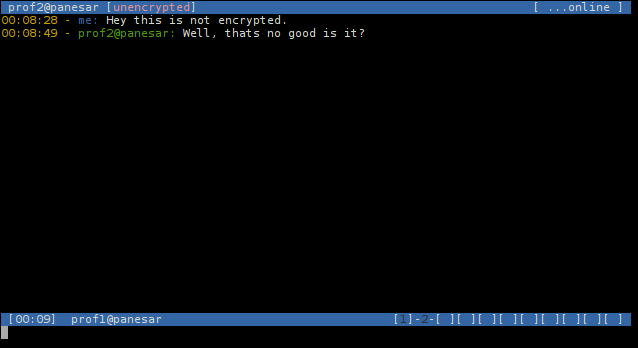 prof2@panesar [unencrypted] [ ...online ]
00:08:28 - me: Hey this is not encrypted.
00:08:49 - prof2@panesar: Well, thats no good is it?
[00:09] prof1@panesar [1]-2-[ ][ ][ ][ ][ ][ ][ ][ ][ ]